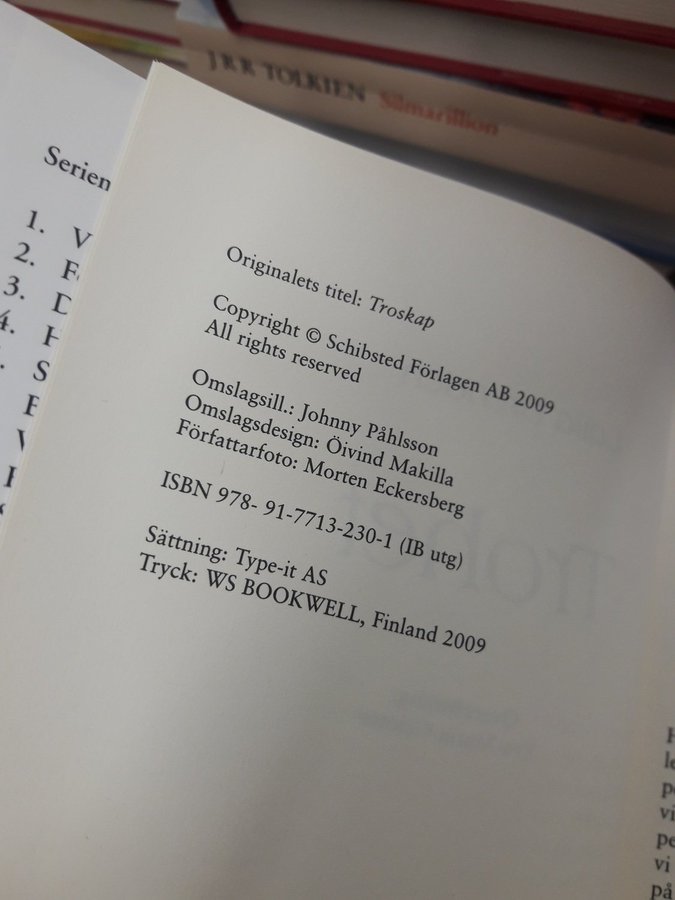 J R R TOLKIEN Silmarillion
Serien
1. V
2. F
3. D
4. H
S
F
V
Originalets titel: Troskap
Copyright © Schibsted Förlagen AB 2009
All rights reserved
Omslagsill.: Johnny Påhlsson
Omslagsdesign: Öivind Makilla
Författarfoto: Morten Eckersberg
ISBN 978- 91-7713-230-1 (IB utg)
Sättning: Type-it AS
Tryck: WS BOOKWELL, Finland 2009
vi
på